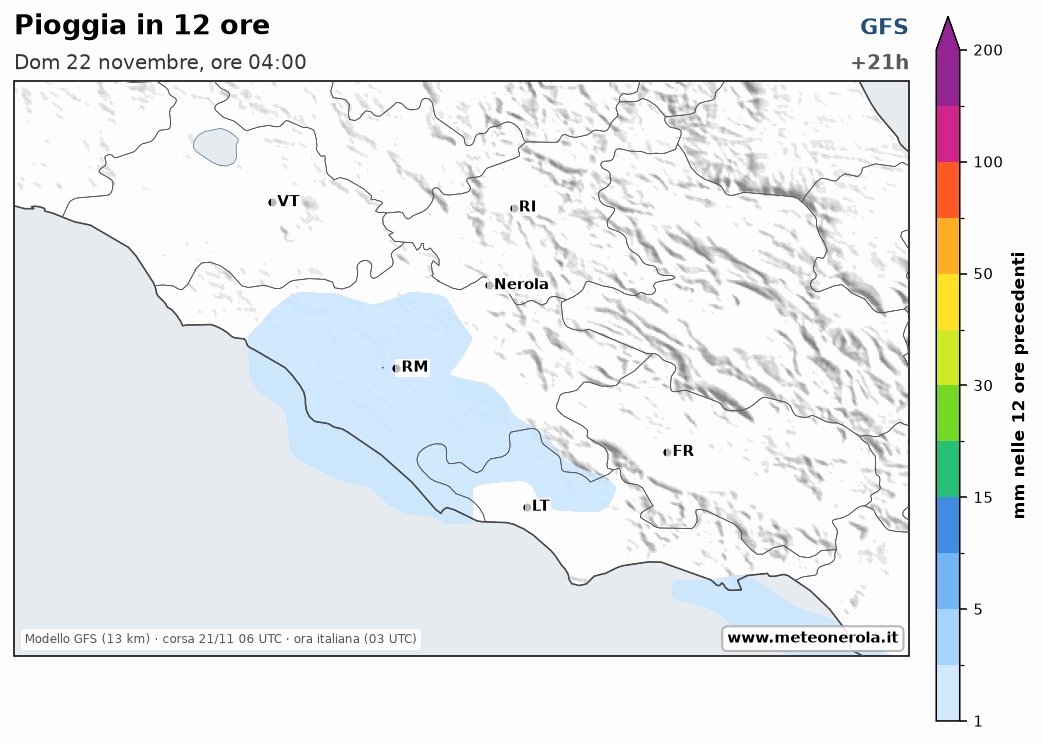 Pioggia in 12 ore
GFS
Dom 22 novembre, ore 04:00
+21h
VT
RI
Nerola
RM
FR
LT
Modello GFS (13 km) · corsa 21/11 06 UTC · ora italiana (03 UTC)
www.meteonerola.it
200
100
50
30
15
5
1
mm nelle 12 ore precedenti